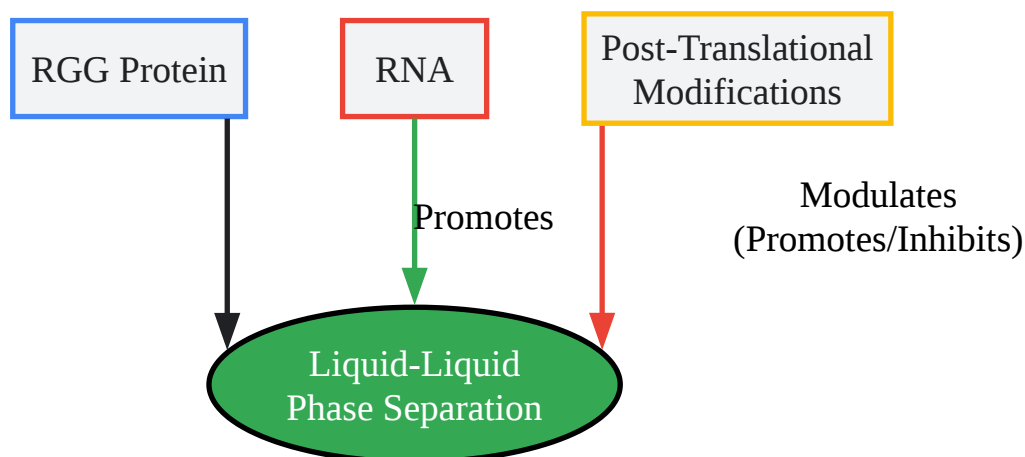 RGG Protein
RNA
Post-Translational
Modifications
Promotes
Modulates
(Promotes/Inhibits)
Liquid-Liquid
Phase Separation